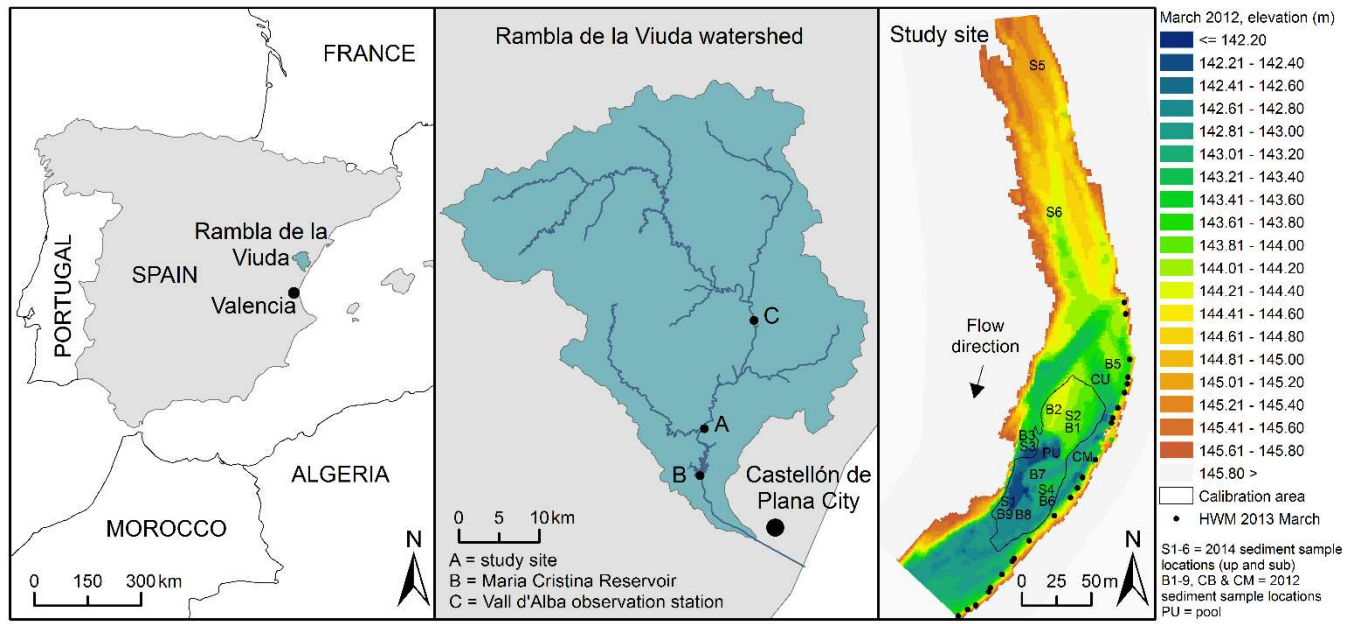 FRANCE
PORTUGAL
SPAIN
Rambla de la
Viuda
Valencia
ALGERIA
MOROCCO
0 150 300 km
N
Rambla de la Viuda watershed
C
A
B
Castellón de
Plana City
0 5 10 km
A = study site
B = Maria Cristina Reservoir
C = Vall d'Alba observation station
N
Study site
S5
S6
Flow
direction
B5
CU
B2
S2
B1
B3
S3
PU
CM
B7
S4
S1
B6
B9 B8
0 25 50 m
N
March 2012, elevation (m)
<= 142.20
142.21 - 142.40
142.41 - 142.60
142.61 - 142.80
142.81 - 143.00
143.01 - 143.20
143.21 - 143.40
143.41 - 143.60
143.61 - 143.80
143.81 - 144.00
144.01 - 144.20
144.21 - 144.40
144.41 - 144.60
144.61 - 144.80
144.81 - 145.00
145.01 - 145.20
145.21 - 145.40
145.41 - 145.60
145.61 - 145.80
145.80 >
Calibration area
HWM 2013 March
S1-6 = 2014 sediment sample
locations (up and sub)
B1-9, CB & CM = 2012
sediment sample locations
PU = pool